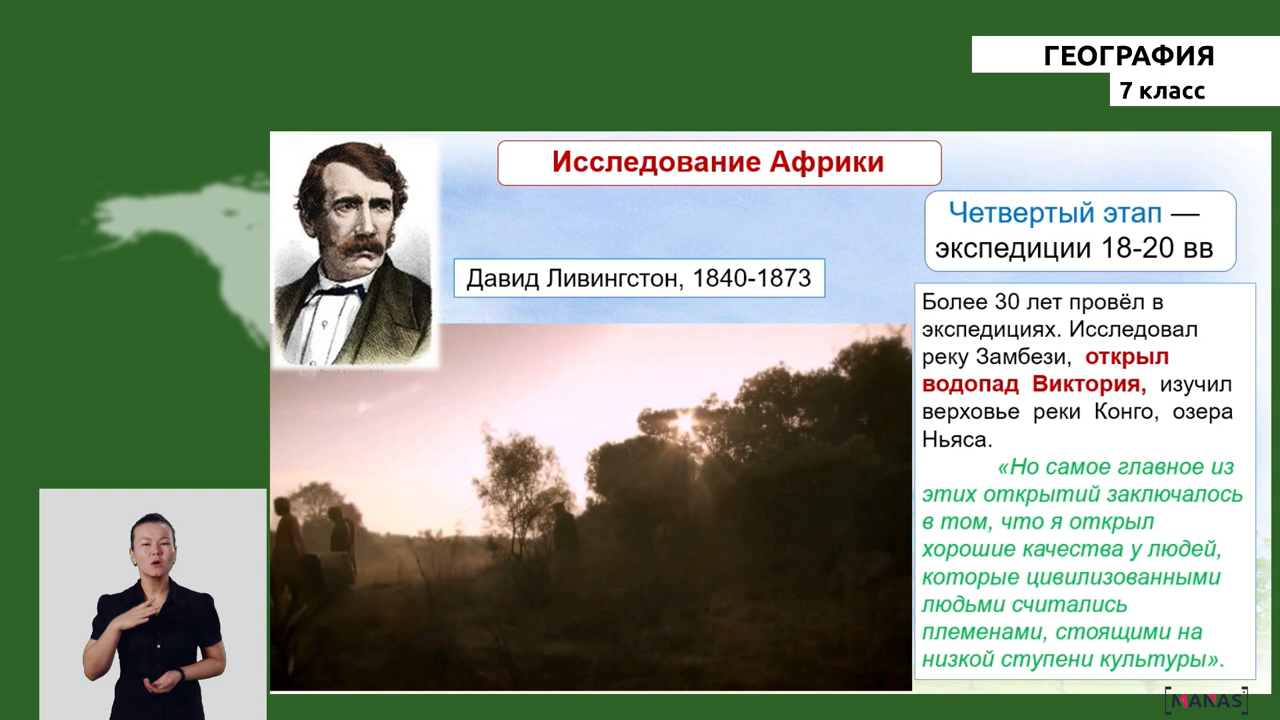 ГЕОГРАФИЯ
7 класс
Исследование Африки
Четвертый этап —
экспедиции 18-20 вв
Давид Ливингстон, 1840-1873
Более 30 лет провёл в
экспедициях. Исследовал
реку Замбези, открыл
водопад Виктория, изучил
верховье реки Конго, озера
Ньяса.
«Но самое главное из
этих открытий заключалось
в том, что я открыл
хорошие качества у людей,
которые цивилизованными
людьми считались
племенами, стоящими на
низкой ступени культуры».
[MANAS]